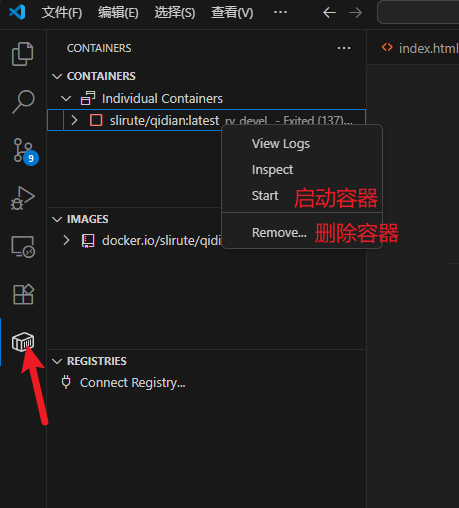 文件(F) 编辑(E) 选择(S) 查看(V) ···
CONTAINERS ···
index.html
CONTAINERS
Individual Containers
slirute/qidian:latest ry_devel... - Exited (137)...
View Logs
Inspect
Start 启动容器
Remove... 删除容器
9
IMAGES
docker.io/slirute/qidi
REGISTRIES
Connect Registry...